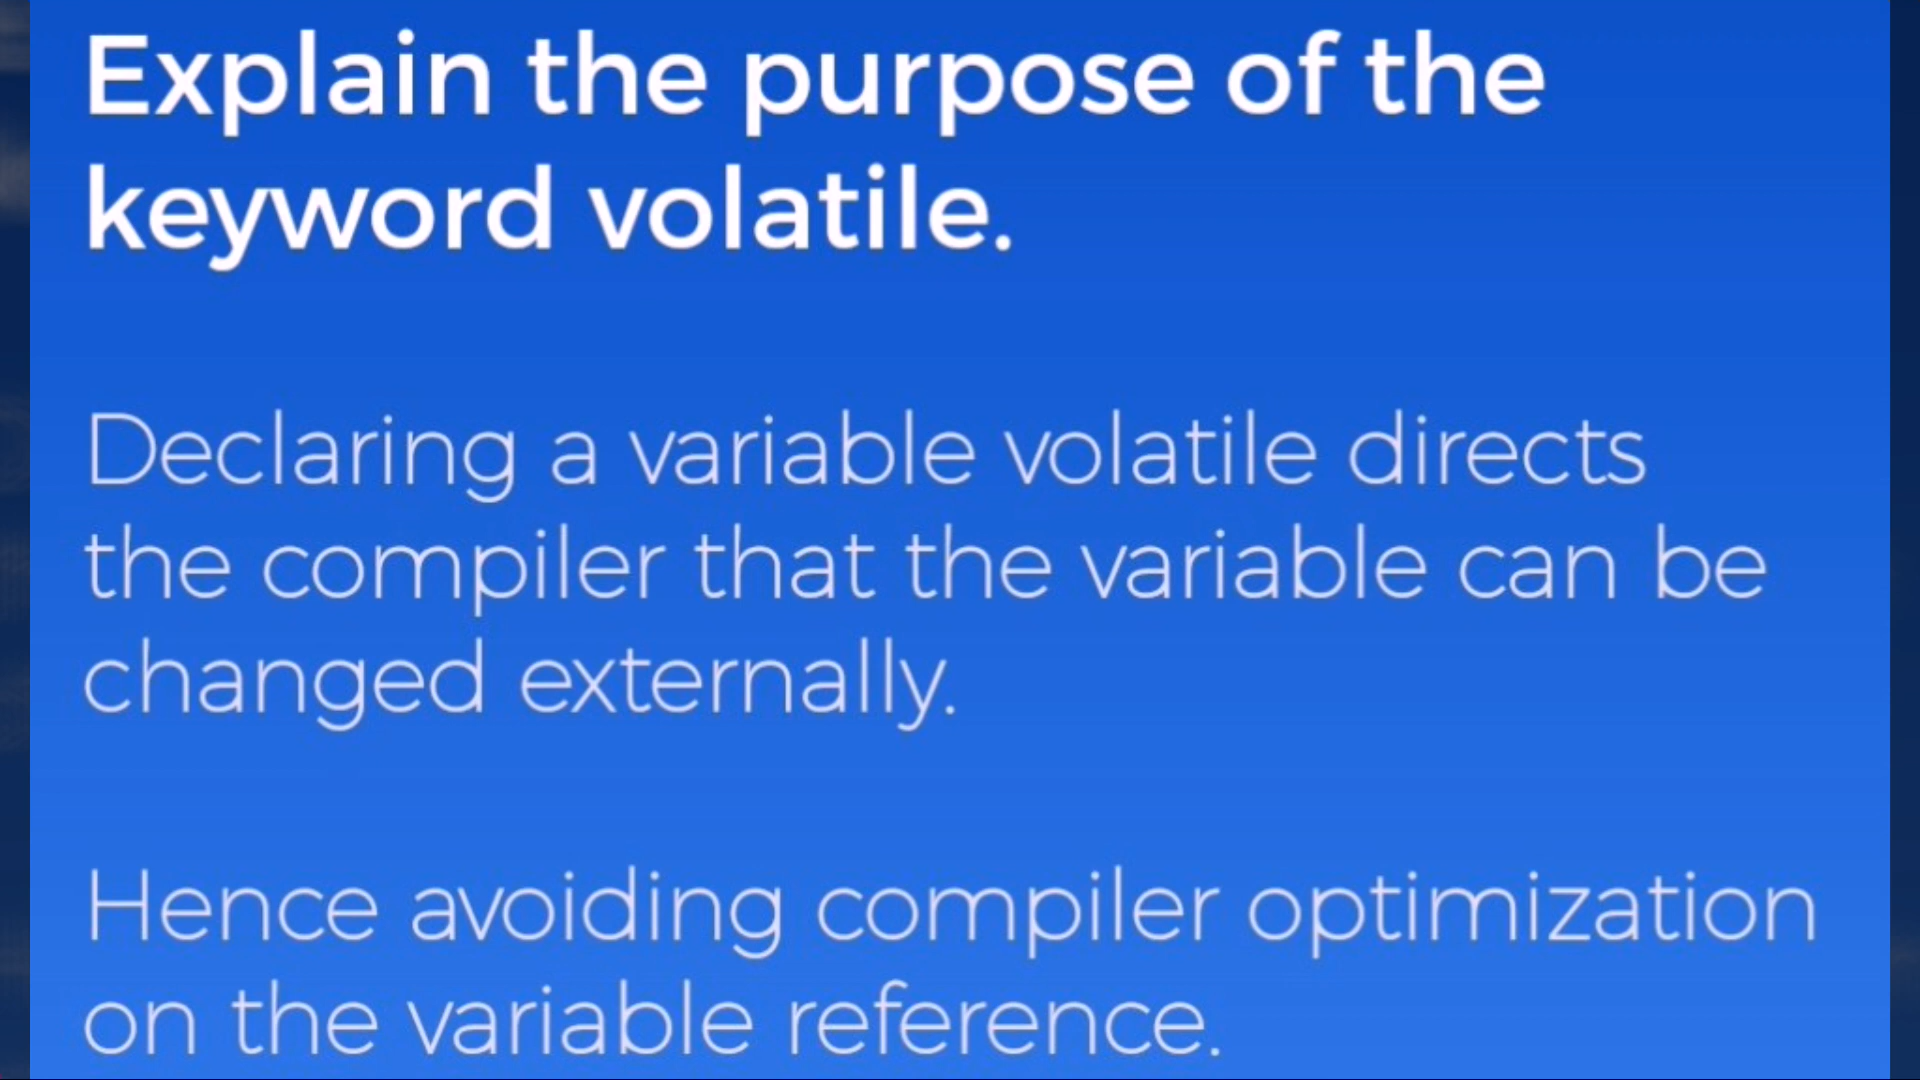 Explain the purpose of the
keyword volatile.
Declaring a variable volatile directs
the compiler that the variable can be
changed externally.
Hence avoiding compiler optimization
on the variable reference.